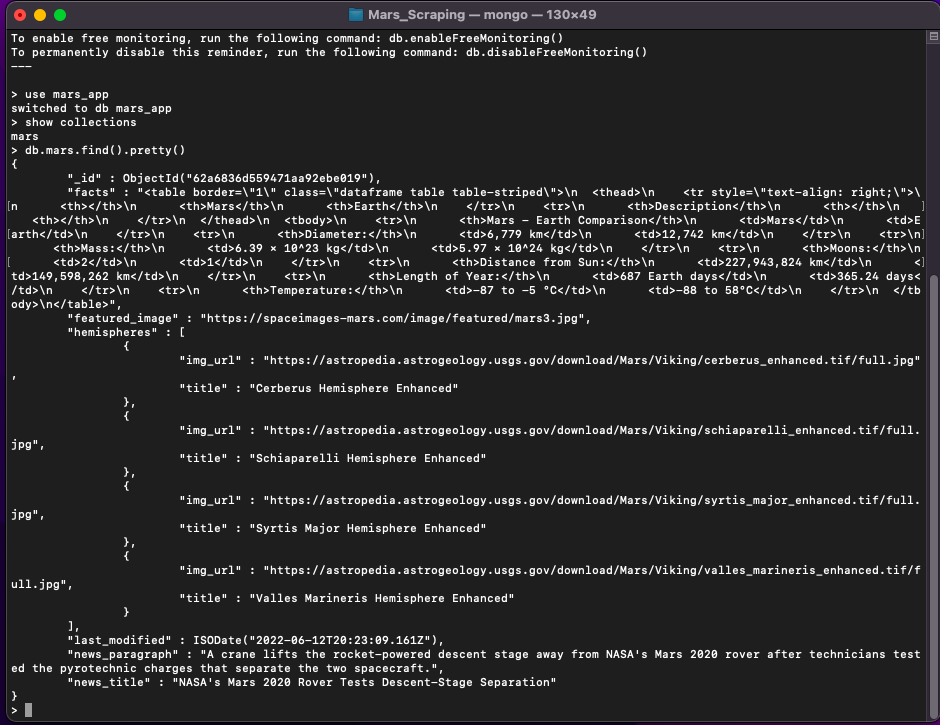 Mars_Scraping — mongo — 130×49
To enable free monitoring, run the following command: db.enableFreeMonitoring()
To permanently disable this reminder, run the following command: db.disableFreeMonitoring()
---
> use mars_app
switched to db mars_app
> show collections
mars
> db.mars.find().pretty()
{
"_id" : ObjectId("62a6836d559471aa92ebe019"),
"facts" : "<table border=\"1\" class=\"dataframe table table-striped\">\n  <thead>\n    <tr style=\"text-align: right;\">\
[n      <th></th>\n      <th>Mars</th>\n      <th>Earth</th>\n    </tr>\n    <tr>\n      <th>Description</th>\n      <th></th>\n   ]
   <th></th>\n    </tr>\n  </thead>\n  <tbody>\n    <tr>\n      <th>Mars - Earth Comparison</th>\n      <td>Mars</td>\n      <td>E
[arth</td>\n    </tr>\n    <tr>\n      <th>Diameter:</th>\n      <td>6,779 km</td>\n      <td>12,742 km</td>\n    </tr>\n    <tr>\n]
      <th>Mass:</th>\n      <td>6.39 × 10^23 kg</td>\n      <td>5.97 × 10^24 kg</td>\n    </tr>\n    <tr>\n      <th>Moons:</th>\n
[      <td>2</td>\n      <td>1</td>\n    </tr>\n    <tr>\n      <th>Distance from Sun:</th>\n      <td>227,943,824 km</td>\n      <]
td>149,598,262 km</td>\n    </tr>\n    <tr>\n      <th>Length of Year:</th>\n      <td>687 Earth days</td>\n      <td>365.24 days<
/td>\n    </tr>\n    <tr>\n      <th>Temperature:</th>\n      <td>-87 to -5 °C</td>\n      <td>-88 to 58°C</td>\n    </tr>\n  </tb
ody>\n</table>",
"featured_image" : "https://spaceimages-mars.com/image/featured/mars3.jpg",
"hemispheres" : [
{
"img_url" : "https://astropedia.astrogeology.usgs.gov/download/Mars/Viking/cerberus_enhanced.tif/full.jpg"
,
"title" : "Cerberus Hemisphere Enhanced"
},
{
"img_url" : "https://astropedia.astrogeology.usgs.gov/download/Mars/Viking/schiaparelli_enhanced.tif/full.
jpg",
"title" : "Schiaparelli Hemisphere Enhanced"
},
{
"img_url" : "https://astropedia.astrogeology.usgs.gov/download/Mars/Viking/syrtis_major_enhanced.tif/full.
jpg",
"title" : "Syrtis Major Hemisphere Enhanced"
},
{
"img_url" : "https://astropedia.astrogeology.usgs.gov/download/Mars/Viking/valles_marineris_enhanced.tif/f
ull.jpg",
"title" : "Valles Marineris Hemisphere Enhanced"
}
],
"last_modified" : ISODate("2022-06-12T20:23:09.161Z"),
"news_paragraph" : "A crane lifts the rocket-powered descent stage away from NASA's Mars 2020 rover after technicians test
ed the pyrotechnic charges that separate the two spacecraft.",
"news_title" : "NASA's Mars 2020 Rover Tests Descent-Stage Separation"
}
>